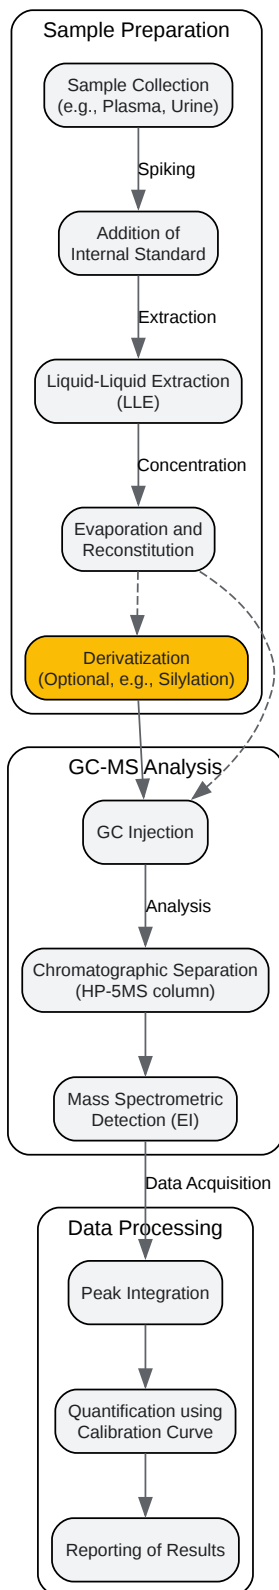 Sample Preparation
Sample Collection
(e.g., Plasma, Urine)
Spiking
Addition of
Internal Standard
Extraction
Liquid-Liquid Extraction
(LLE)
Concentration
Evaporation and
Reconstitution
Derivatization
(Optional, e.g., Silylation)
GC-MS Analysis
GC Injection
Analysis
Chromatographic Separation
(HP-5MS column)
Mass Spectrometric
Detection (EI)
Data Acquisition
Data Processing
Peak Integration
Quantification using
Calibration Curve
Reporting of Results